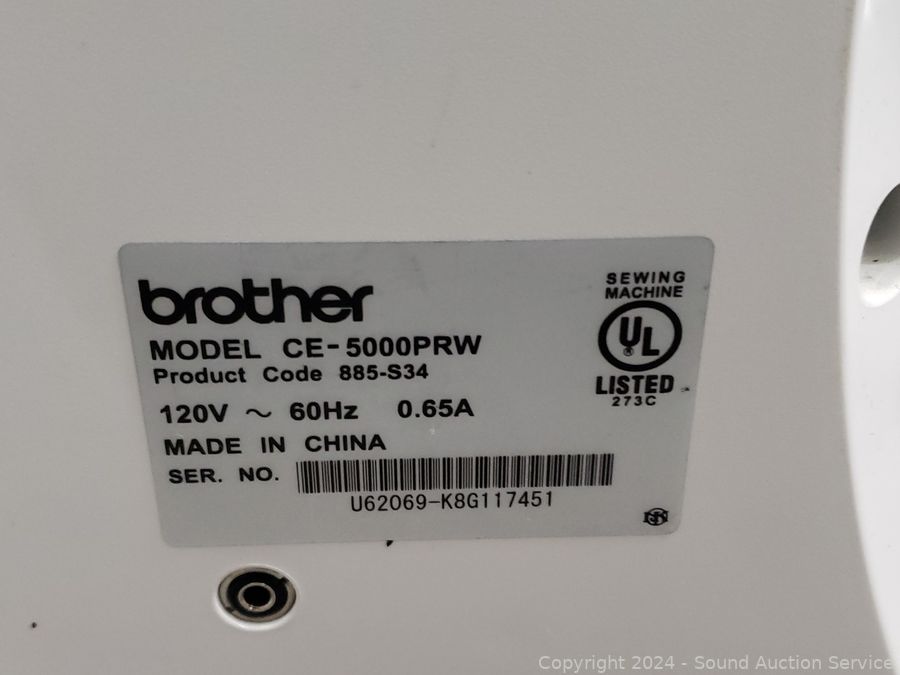 brother
MODEL CE-5000PRW
Product Code 885-S34
120V ~ 60Hz 0.65A
MADE IN CHINA
SER. NO.
U62069-K8G117451
SEWING
MACHINE
UL
®
LISTED
273C
Copyright 2024 - Sound Auction Service